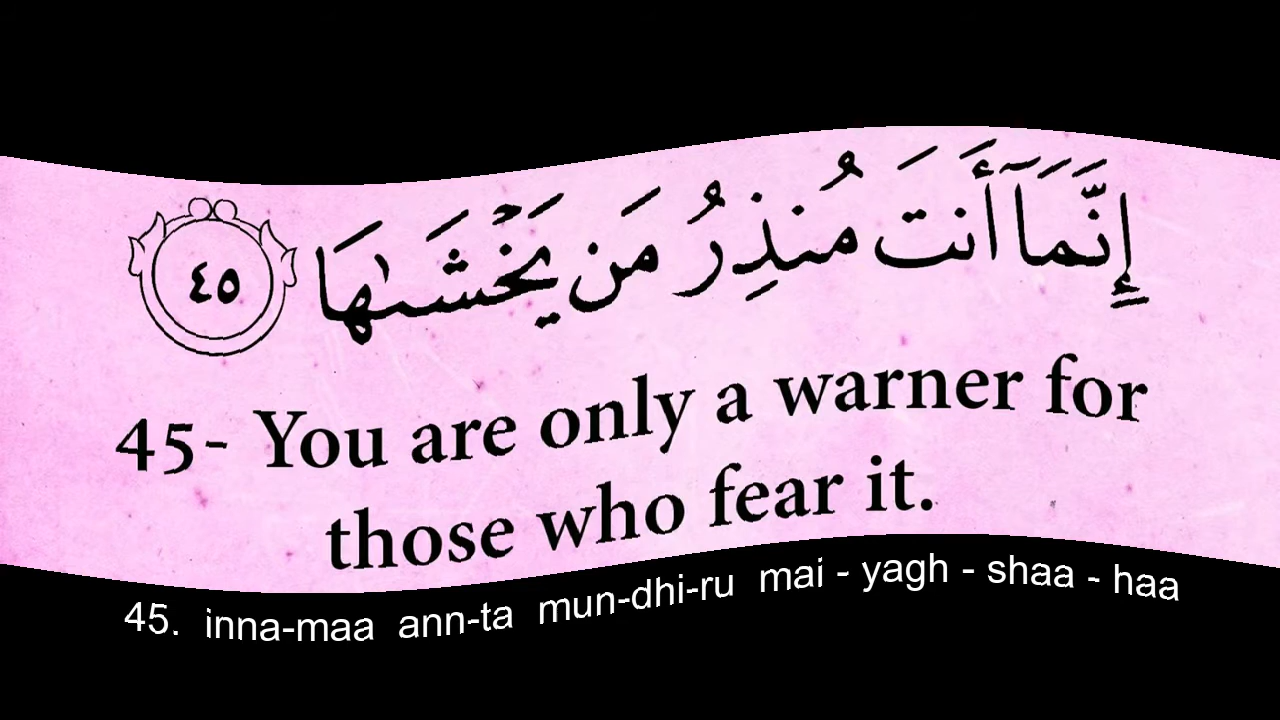 إِنَّمَآ أَنتَ مُنذِرُ مَن يَخْشَىٰهَا ٤٥
45- You are only a warner for
those who fear it.
45. inna-maa ann-ta mun-dhi-ru mai - yagh - shaa - haa